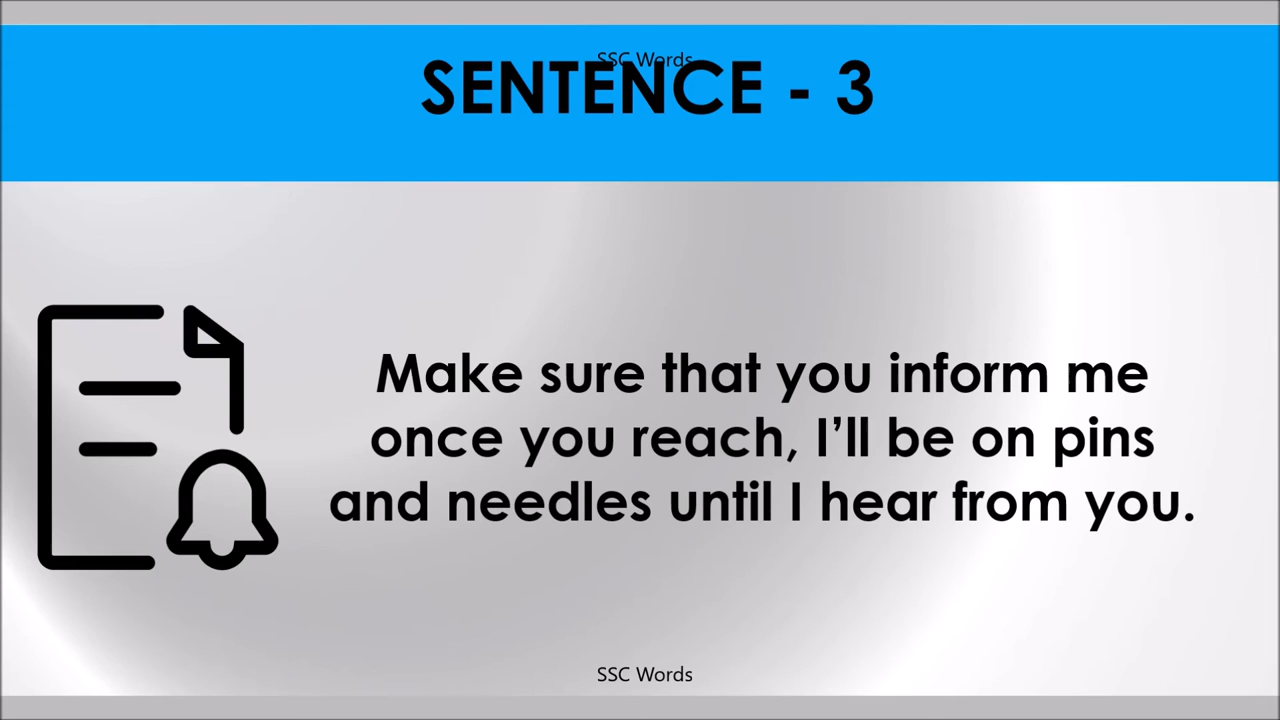 SSC Words
SENTENCE - 3
Make sure that you inform me
once you reach, I’ll be on pins
and needles until I hear from you.
SSC Words